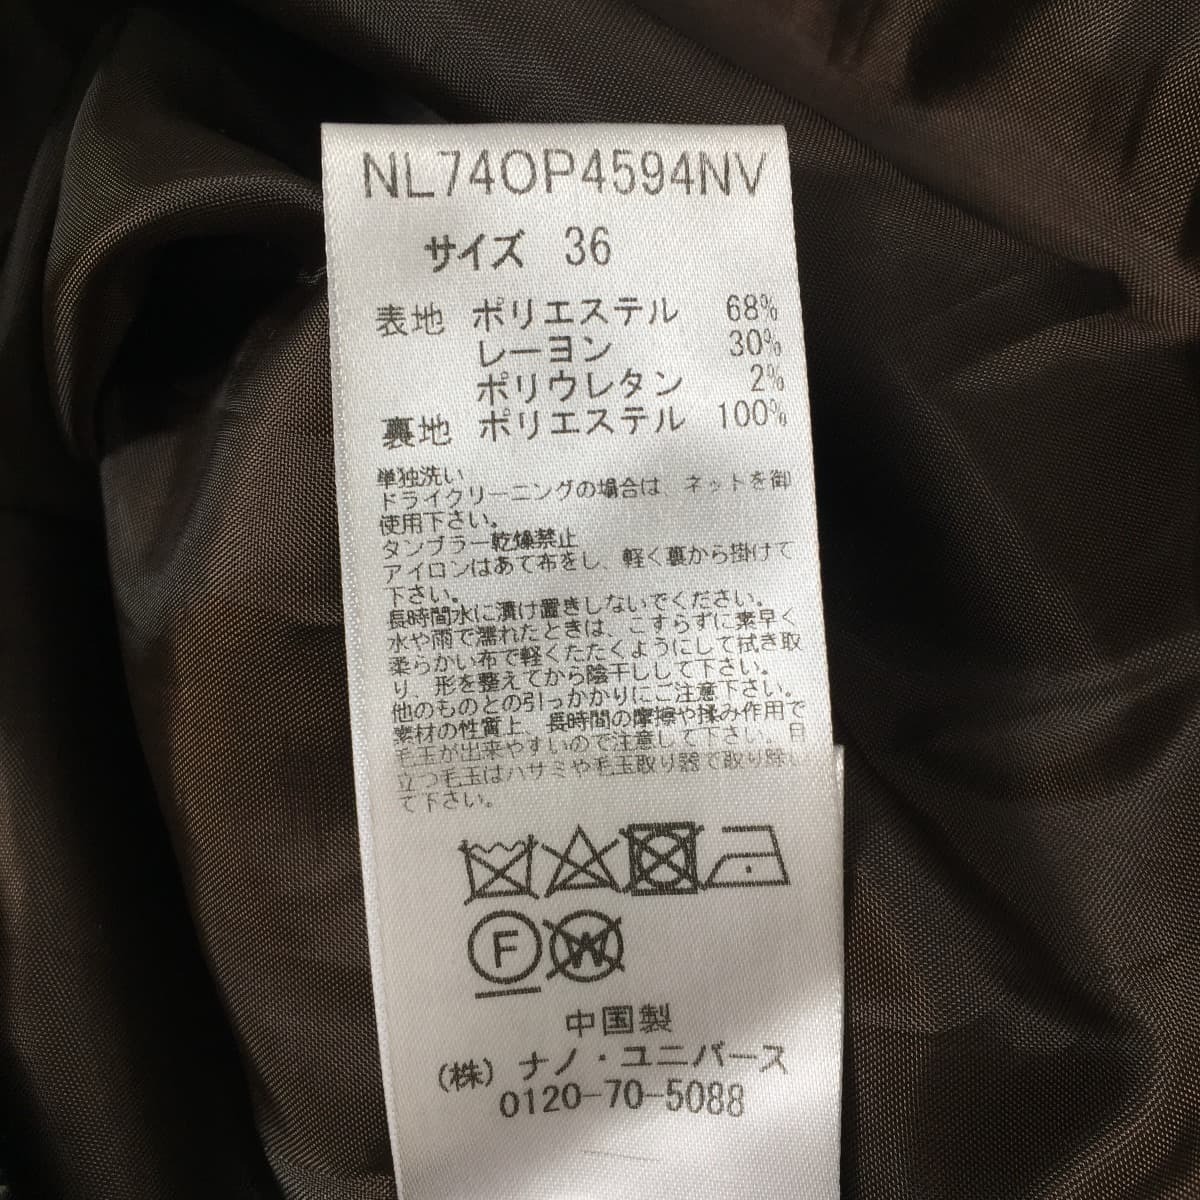 NL74OP4594NV
サイズ 36
表地 ポリエステル 68%
レーヨン 30%
ポリウレタン 2%
裏地 ポリエステル 100%
単独洗い
ドライクリーニングの場合は、ネットを御
使用下さい。
タンブラー乾燥禁止
アイロンはあて布をし、軽く裏から掛けて
下さい。
長時間水に漬け置きしないでください。
水や雨で濡れたときは、こすらずに素早く
柔らかい布で軽くたたくようにして拭き取
り、形を整えてから陰干しして下さい。
他のものとの引っかかりにご注意下さい。
素材の性質上、長時間の摩擦や揉み作用で
毛玉が出来やすいので注意して下さい。目
立つ毛玉はハサミや毛玉取り器で取り除い
て下さい。
F W
中国製
(株) ナノ・ユニバース
0120-70-5088